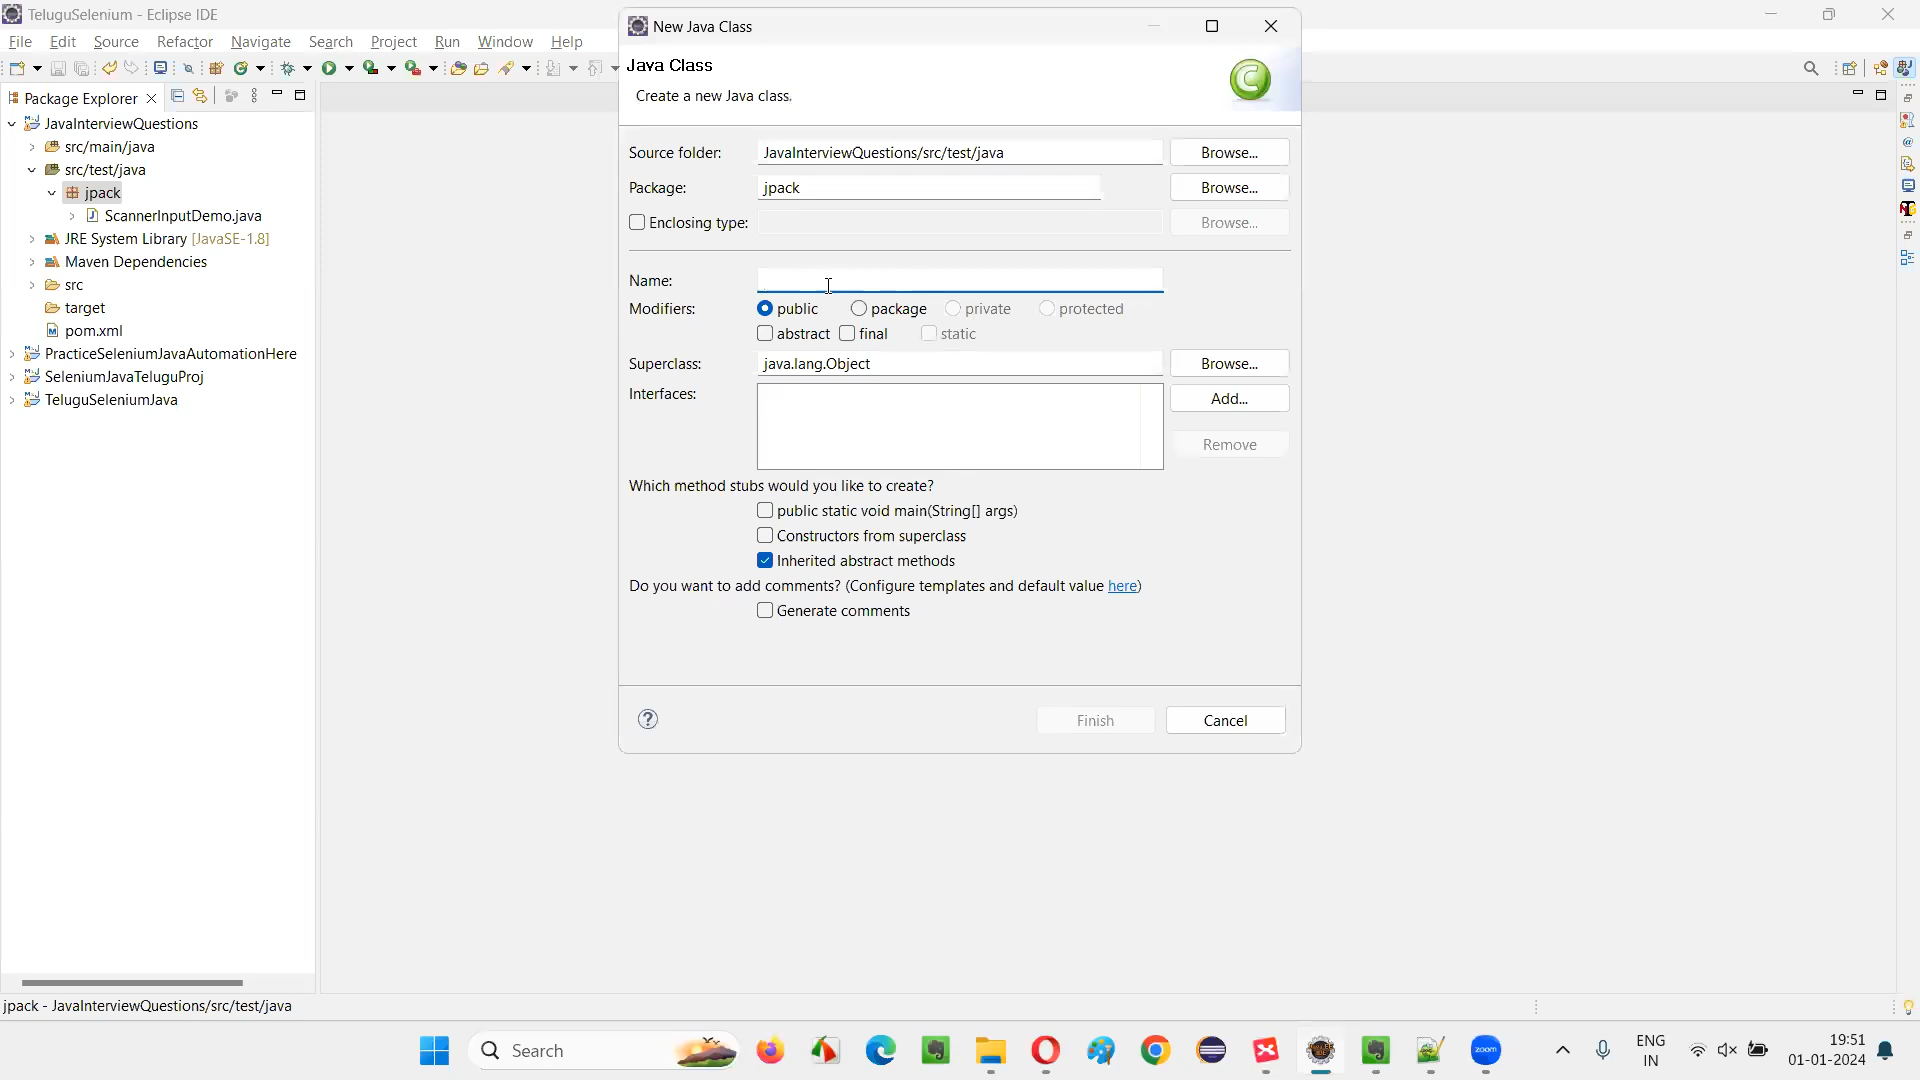 TeluguSelenium - Eclipse IDE
File Edit Source Refactor Navigate Search Project Run Window Help
Package Explorer
JavaInterviewQuestions
src/main/java
src/test/java
jpack
ScannerInputDemo.java
JRE System Library [JavaSE-1.8]
Maven Dependencies
src
target
pom.xml
PracticeSeleniumJavaAutomationHere
SeleniumJavaTeluguProj
TeluguSeleniumJava
New Java Class
Java Class
Create a new Java class.
Source folder: JavaInterviewQuestions/src/test/java Browse...
Package: jpack Browse...
Enclosing type: Browse...
Name:
Modifiers: public package private protected
abstract final static
Superclass: java.lang.Object Browse...
Interfaces: Add...
Remove
Which method stubs would you like to create?
public static void main(String[] args)
Constructors from superclass
Inherited abstract methods
Do you want to add comments? (Configure templates and default value here)
Generate comments
Finish Cancel
jpack - JavaInterviewQuestions/src/test/java
Search
zoom
ENG
IN
19:51
01-01-2024